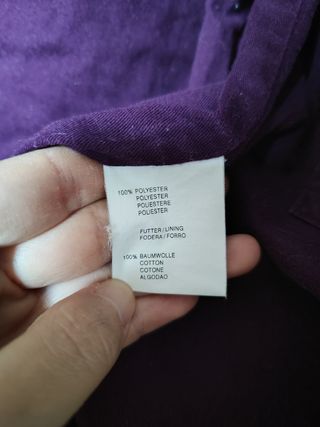 100% POLYESTER
POLYESTER
POLIESTERE
POLIESTER
FUTTER/LINING
FODERA/FORRO
100% BAUMWOLLE
COTTON
COTONE
ALGODAO